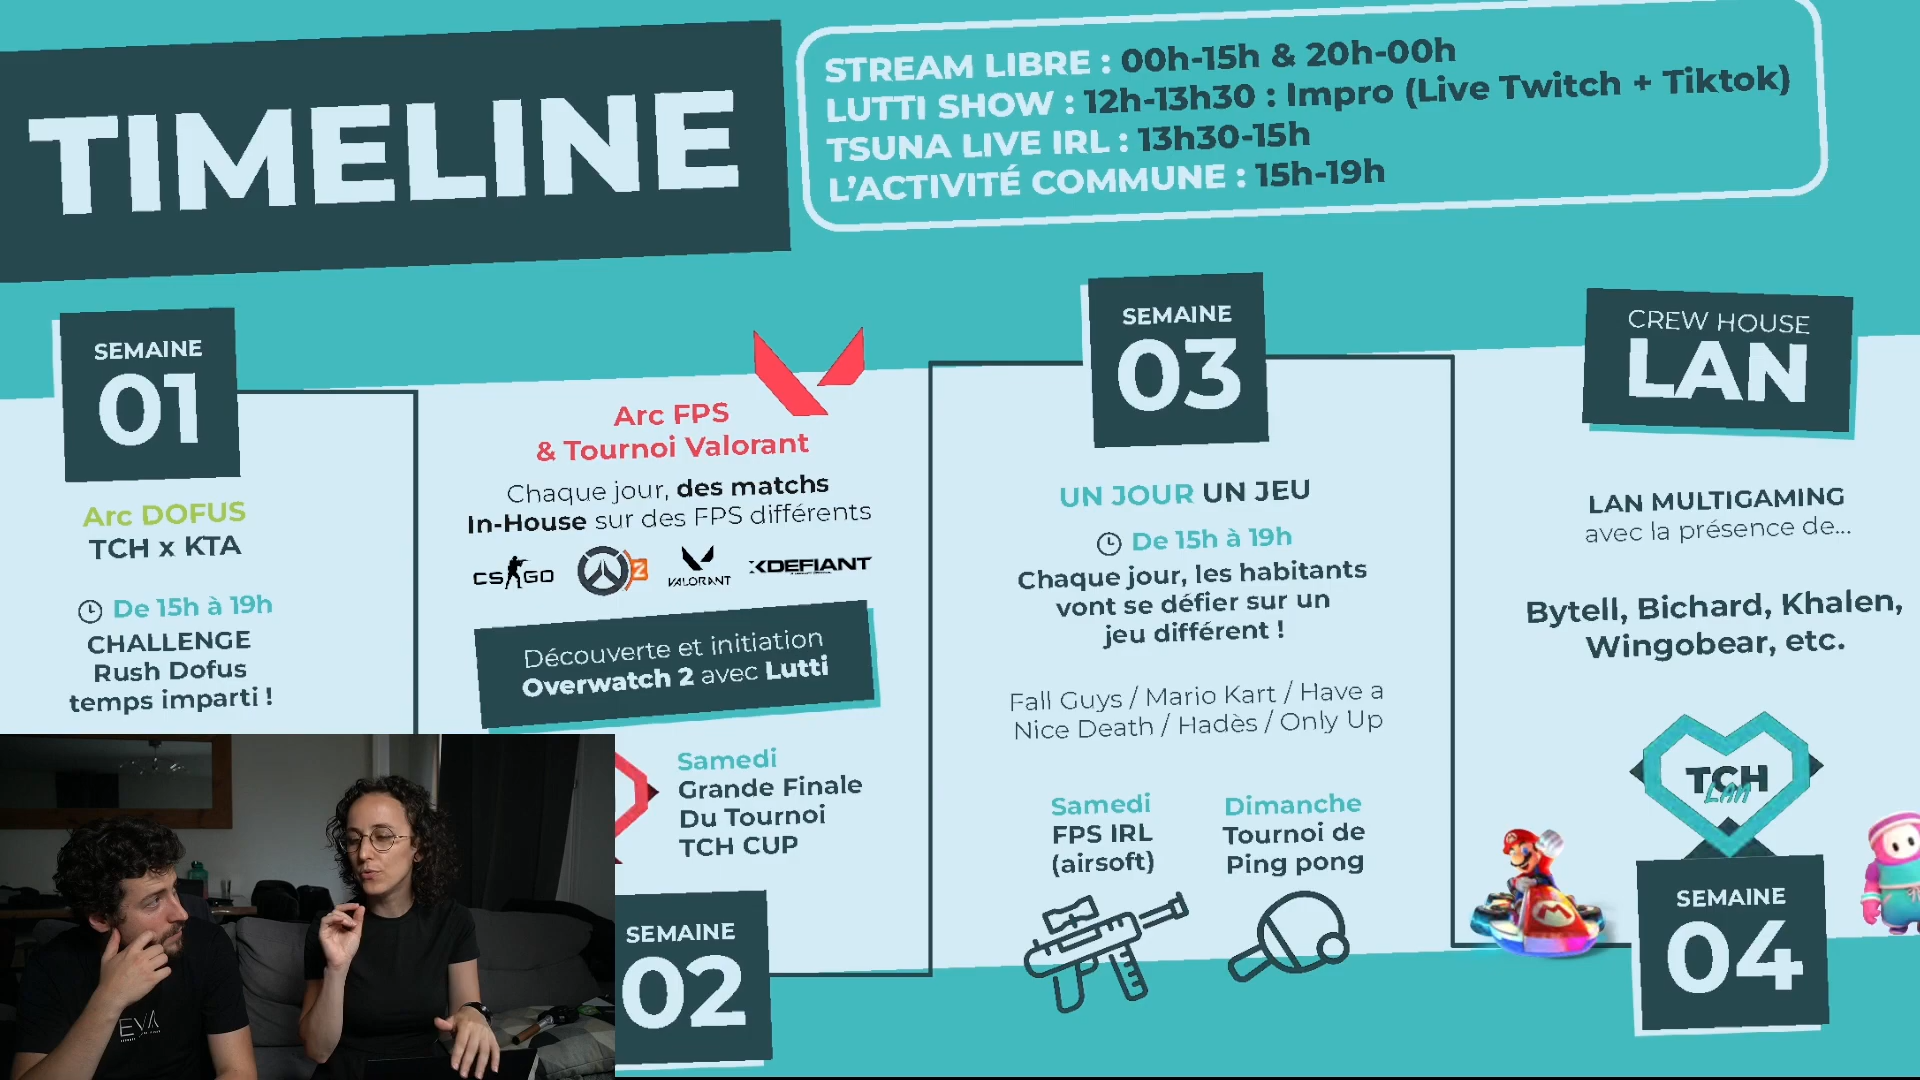 TIMELINE
STREAM LIBRE : 00h-15h & 20h-00h
LUTTI SHOW : 12h-13h30 : Impro (Live Twitch + Tiktok)
TSUNA LIVE IRL : 13h30-15h
L'ACTIVITÉ COMMUNE : 15h-19h
SEMAINE
01
Arc DOFUS
TCH x KTA
De 15h à 19h
CHALLENGE
Rush Dofus
temps imparti !
Arc FPS
& Tournoi Valorant
Chaque jour, des matchs
In-House sur des FPS différents
CS GO
2
VALORANT
XDEFIANT
Découverte et initiation
Overwatch 2 avec Lutti
Samedi
Grande Finale
Du Tournoi
TCH CUP
SEMAINE
02
SEMAINE
03
UN JOUR UN JEU
De 15h à 19h
Chaque jour, les habitants
vont se défier sur un
jeu différent !
Fall Guys / Mario Kart / Have a
Nice Death / Hadès / Only Up
Samedi
FPS IRL
(airsoft)
Dimanche
Tournoi de
Ping pong
CREW HOUSE
LAN
LAN MULTIGAMING
avec la présence de...
Bytell, Bichard, Khalen,
Wingobear, etc.
TCH
LAN
M
SEMAINE
04
EVA